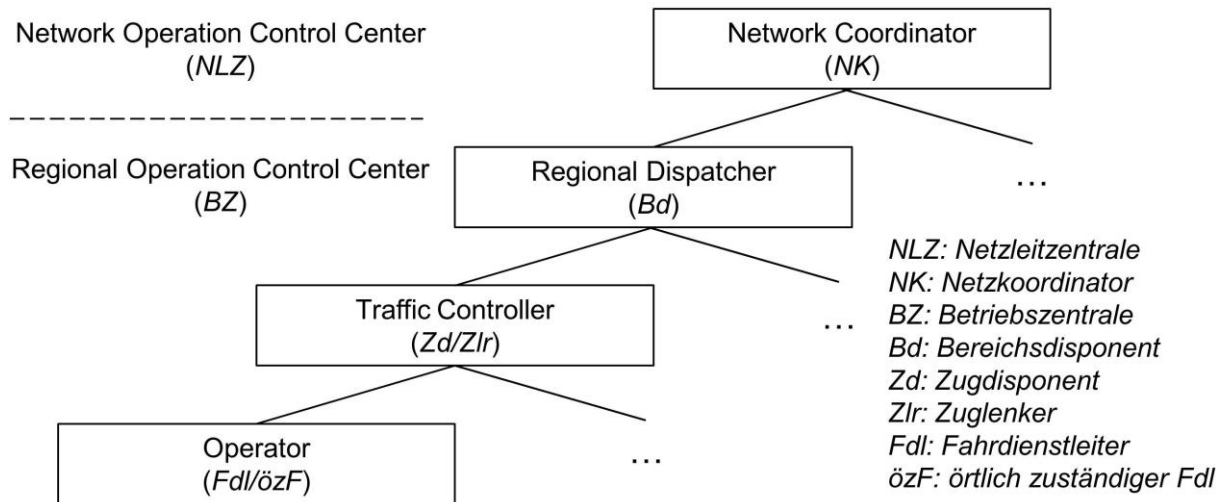 Network Operation Control Center
(NLZ)
Network Coordinator
(NK)
Regional Operation Control Center
(BZ)
Regional Dispatcher
(Bd)
...
Traffic Controller
(Zd/Zlr)
...
Operator
(Fdl/özF)
...
NLZ: Netzleitzentrale
NK: Netzkoordinator
BZ: Betriebszentrale
Bd: Bereichsdisponent
Zd: Zugdisponent
Zlr: Zuglenker
Fdl: Fahrdienstleiter
özF: örtlich zuständiger Fdl